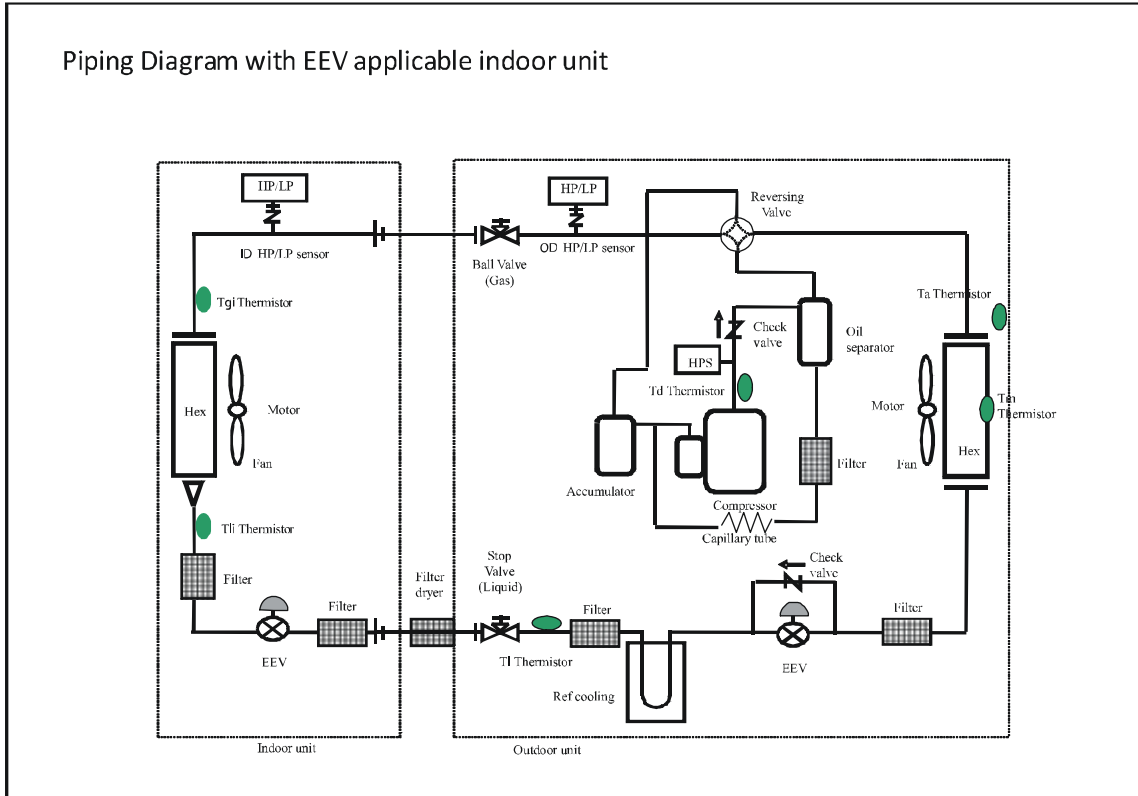 Piping Diagram with EEV applicable indoor unit
HP/LP
ID HP/LP sensor
HP/LP
OD HP/LP sensor
Reversing
Valve
Ball Valve
(Gas)
Tgi Thermistor
Ta Thermistor
Check
valve
Oil
separator
HPS
Td Thermistor
Hex
Motor
Fan
Motor
Tm
Thermistor
Fan
Hex
Accumulator
Filter
Compressor
Capillary tube
Tli Thermistor
Filter
Filter
EEV
Filter
dryer
Stop
Valve
(Liquid)
Tl Thermistor
Filter
Ref cooling
Check
valve
EEV
Filter
Indoor unit
Outdoor unit